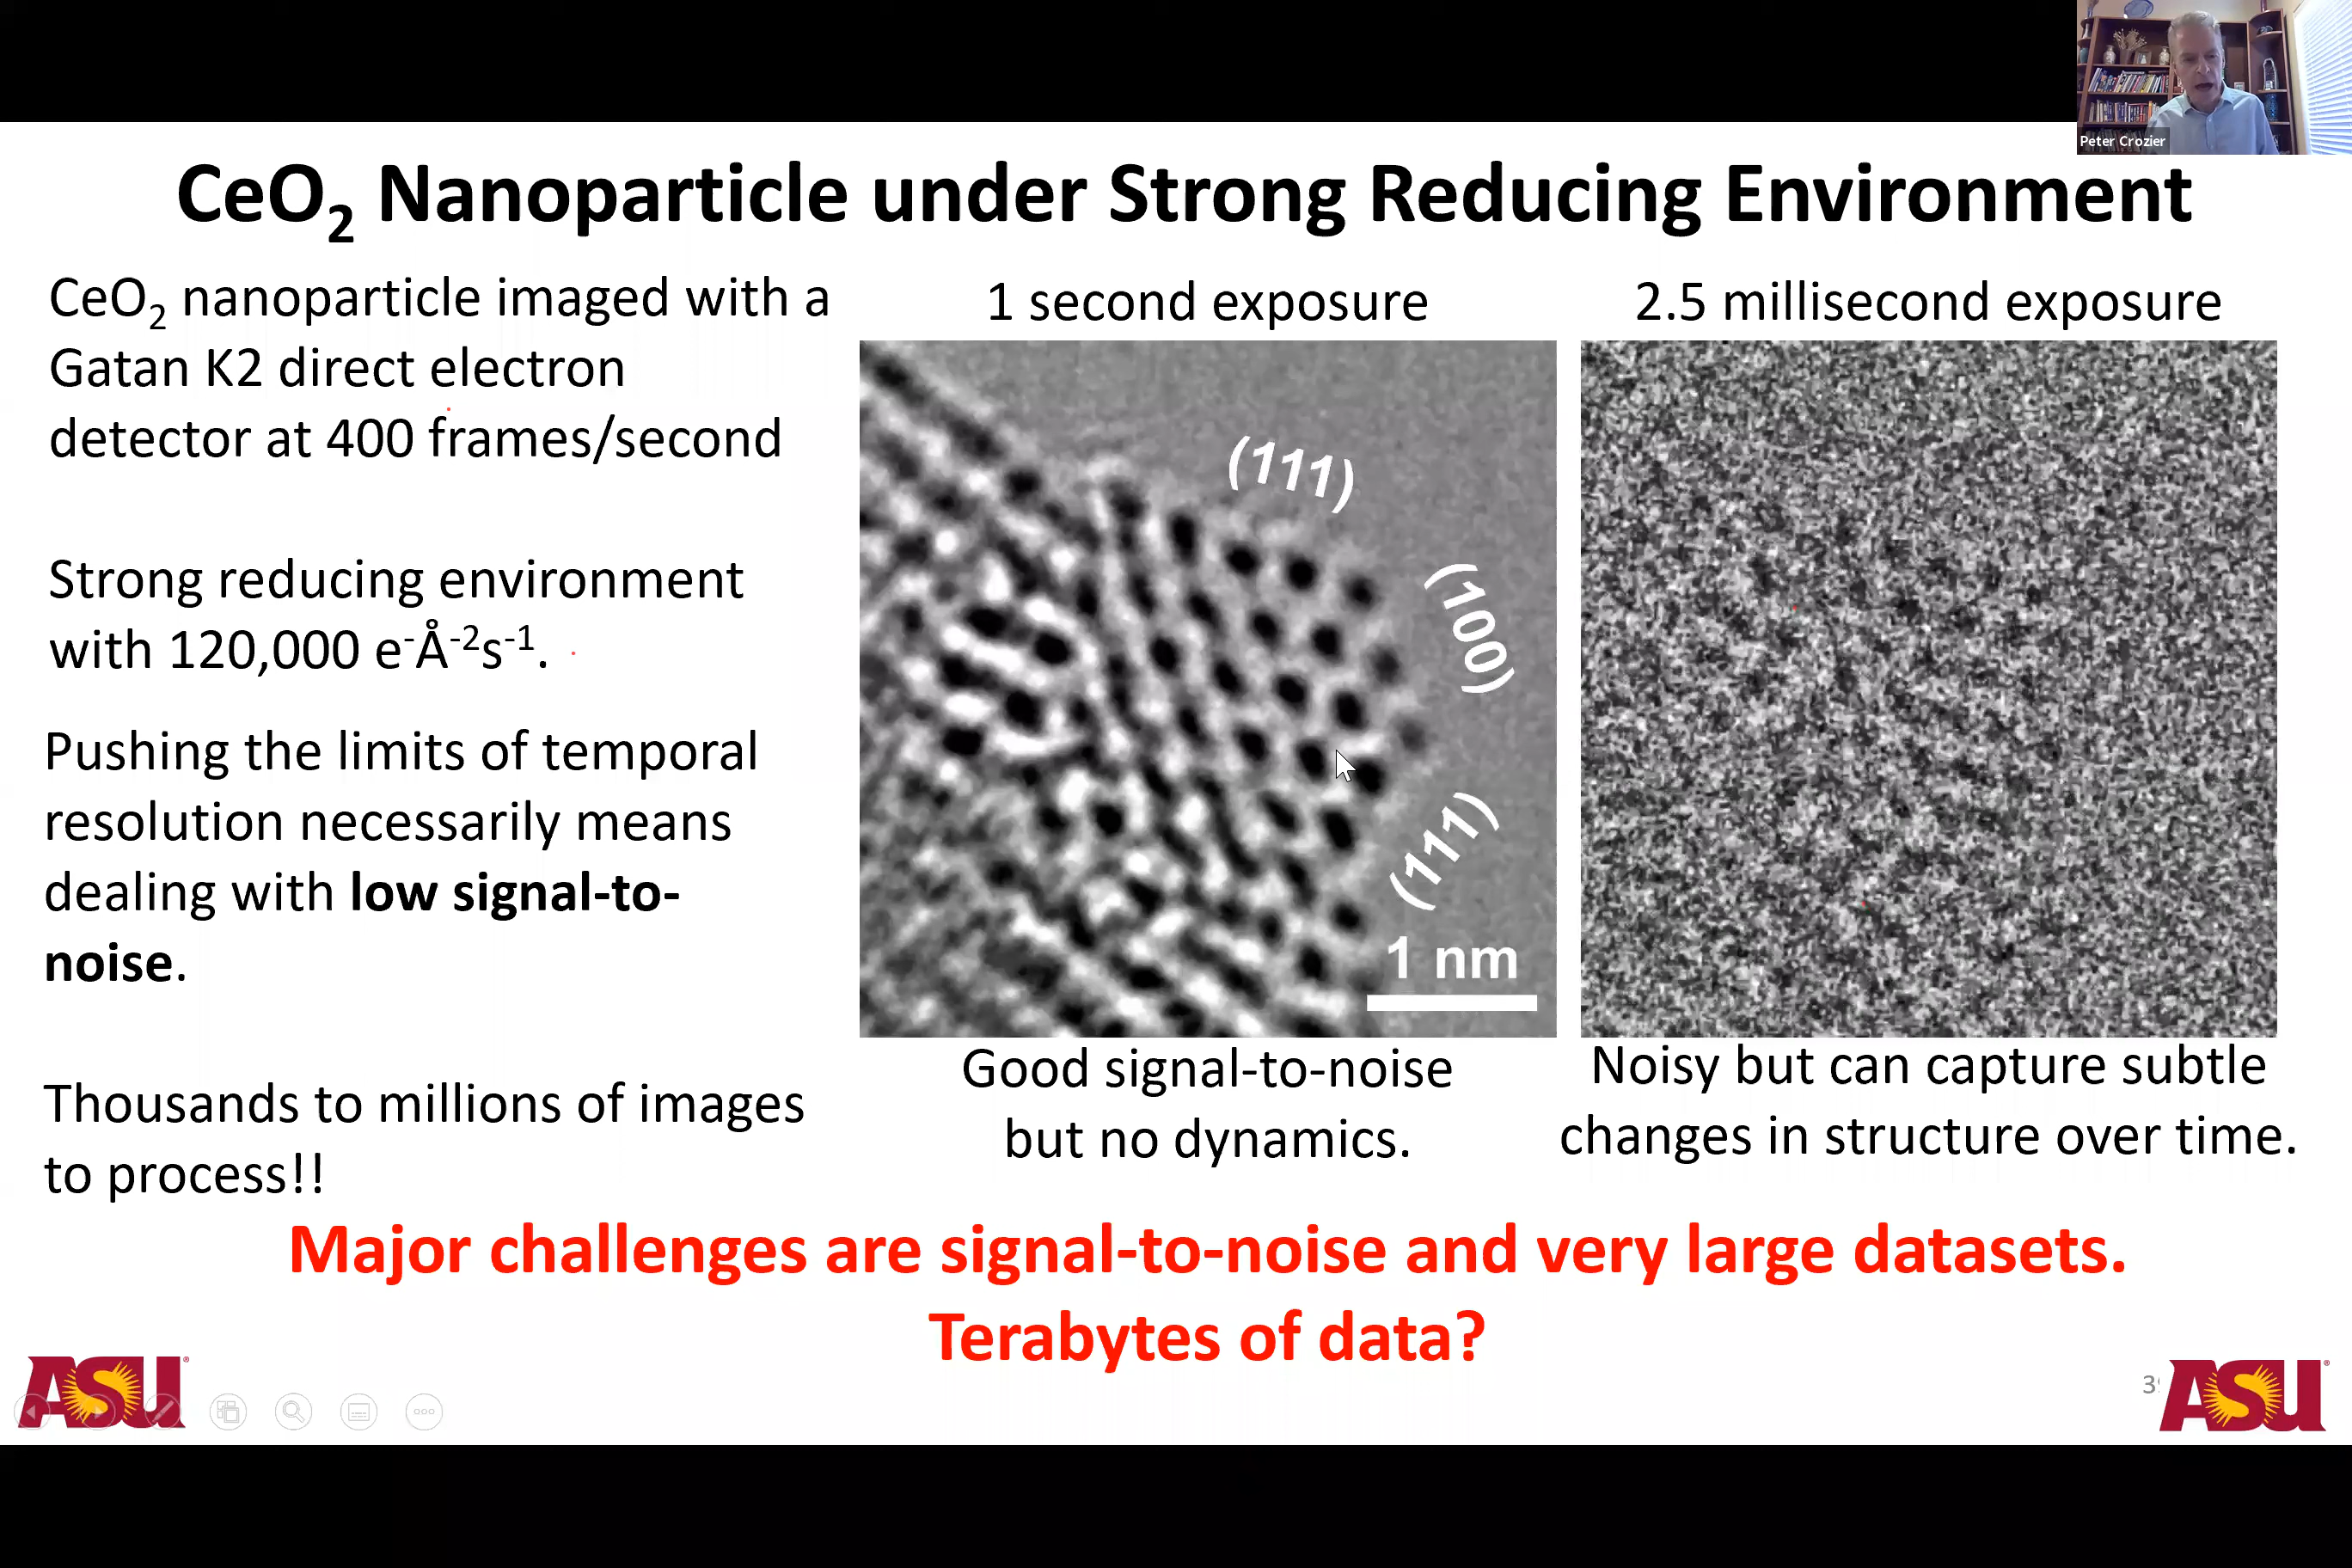 Peter Crozier
CeO₂ Nanoparticle under Strong Reducing Environment
CeO₂ nanoparticle imaged with a
Gatan K2 direct electron
detector at 400 frames/second
Strong reducing environment
with 120,000 e⁻Å⁻²s⁻¹.
Pushing the limits of temporal
resolution necessarily means
dealing with low signal-to-
noise.
Thousands to millions of images
to process!!
1 second exposure
(111)
(100)
(111)
1 nm
Good signal-to-noise
but no dynamics.
2.5 millisecond exposure
Noisy but can capture subtle
changes in structure over time.
Major challenges are signal-to-noise and very large datasets.
Terabytes of data?
ASU
ASU